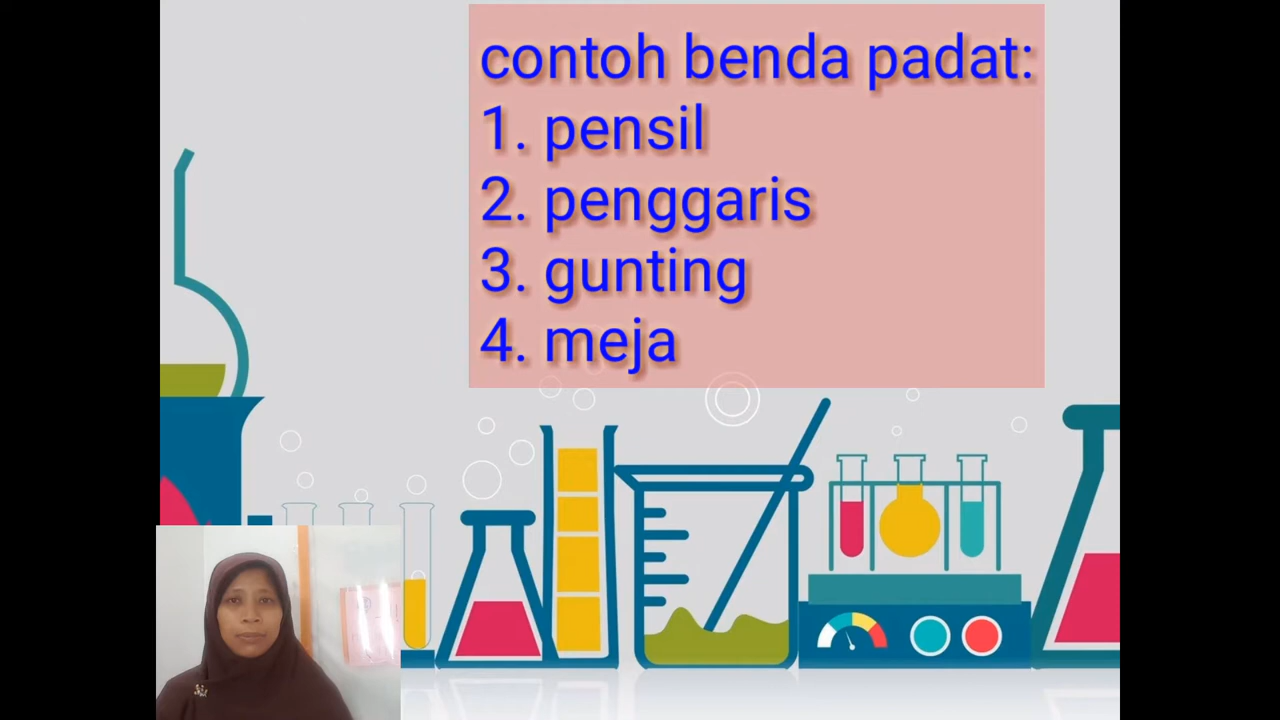 contoh benda padat:
1. pensil
2. penggaris
3. gunting
4. meja